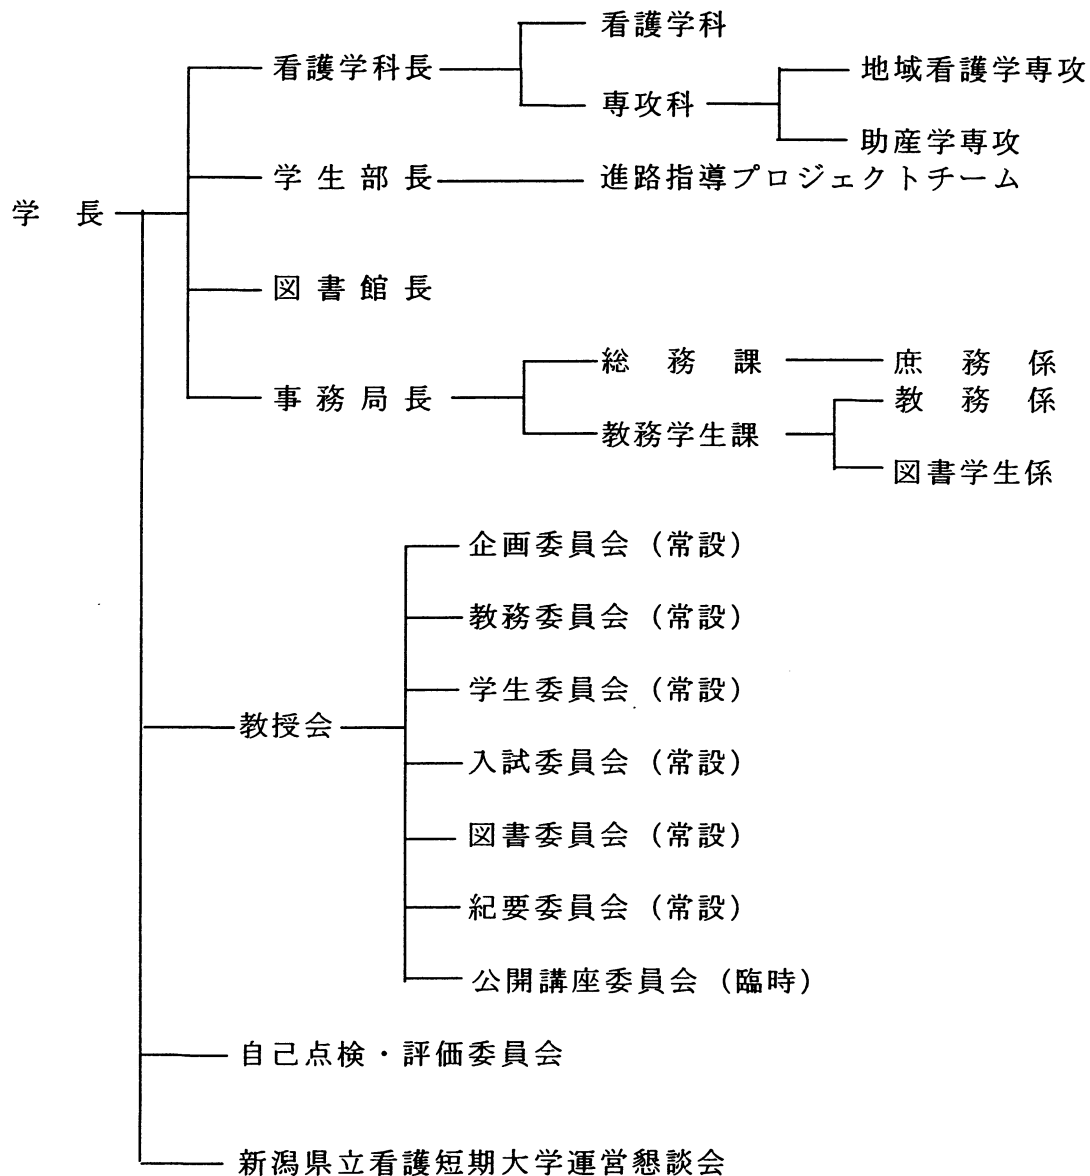 看護学科
看護学科長
地域看護学専攻
専攻科
助産学専攻
学生部長
進路指導プロジェクトチーム
学長
図書館長
総務課
庶務係
事務局長
教務係
教務学生課
図書学生係
企画委員会（常設）
教務委員会（常設）
学生委員会（常設）
教授会
入試委員会（常設）
図書委員会（常設）
紀要委員会（常設）
公開講座委員会（臨時）
自己点検・評価委員会
新潟県立看護短期大学運営懇談会